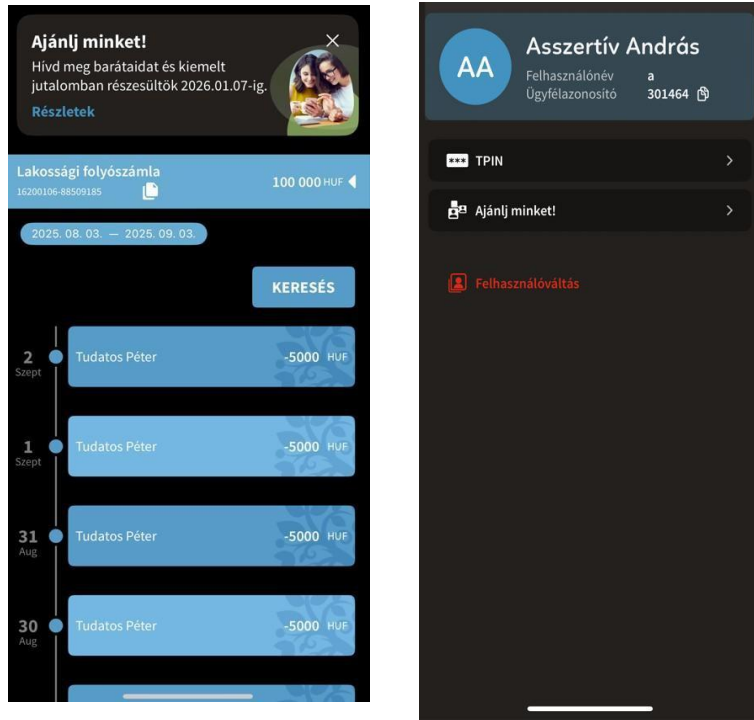 Ajánlj minket!
Hívd meg barátaidat és kiemelt
jutalomban részesültök 2026.01.07-ig.
Részletek
Lakossági folyószámla
16200106-88509185
100 000 HUF
2025. 08. 03. — 2025. 09. 03.
KERESÉS
2
Szept
Tudatos Péter
-5000 HUF
1
Szept
Tudatos Péter
-5000 HUF
31
Aug
Tudatos Péter
-5000 HUF
30
Aug
Tudatos Péter
-5000 HUF
AA
Asszertív András
Felhasználónév a
Ügyfélazonosító 301464
*** TPIN
Ajánlj minket!
Felhasználóváltás